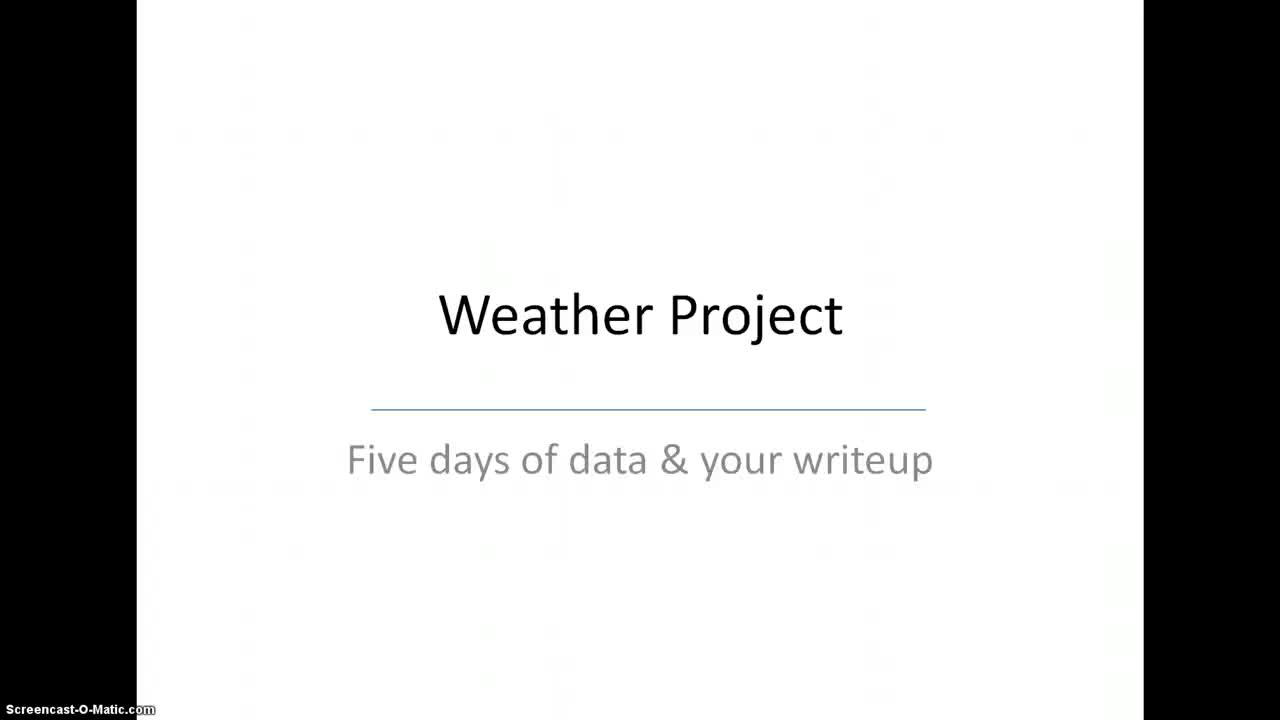 Weather Project
Five days of data & your writeup
Screencast-O-Matic.com